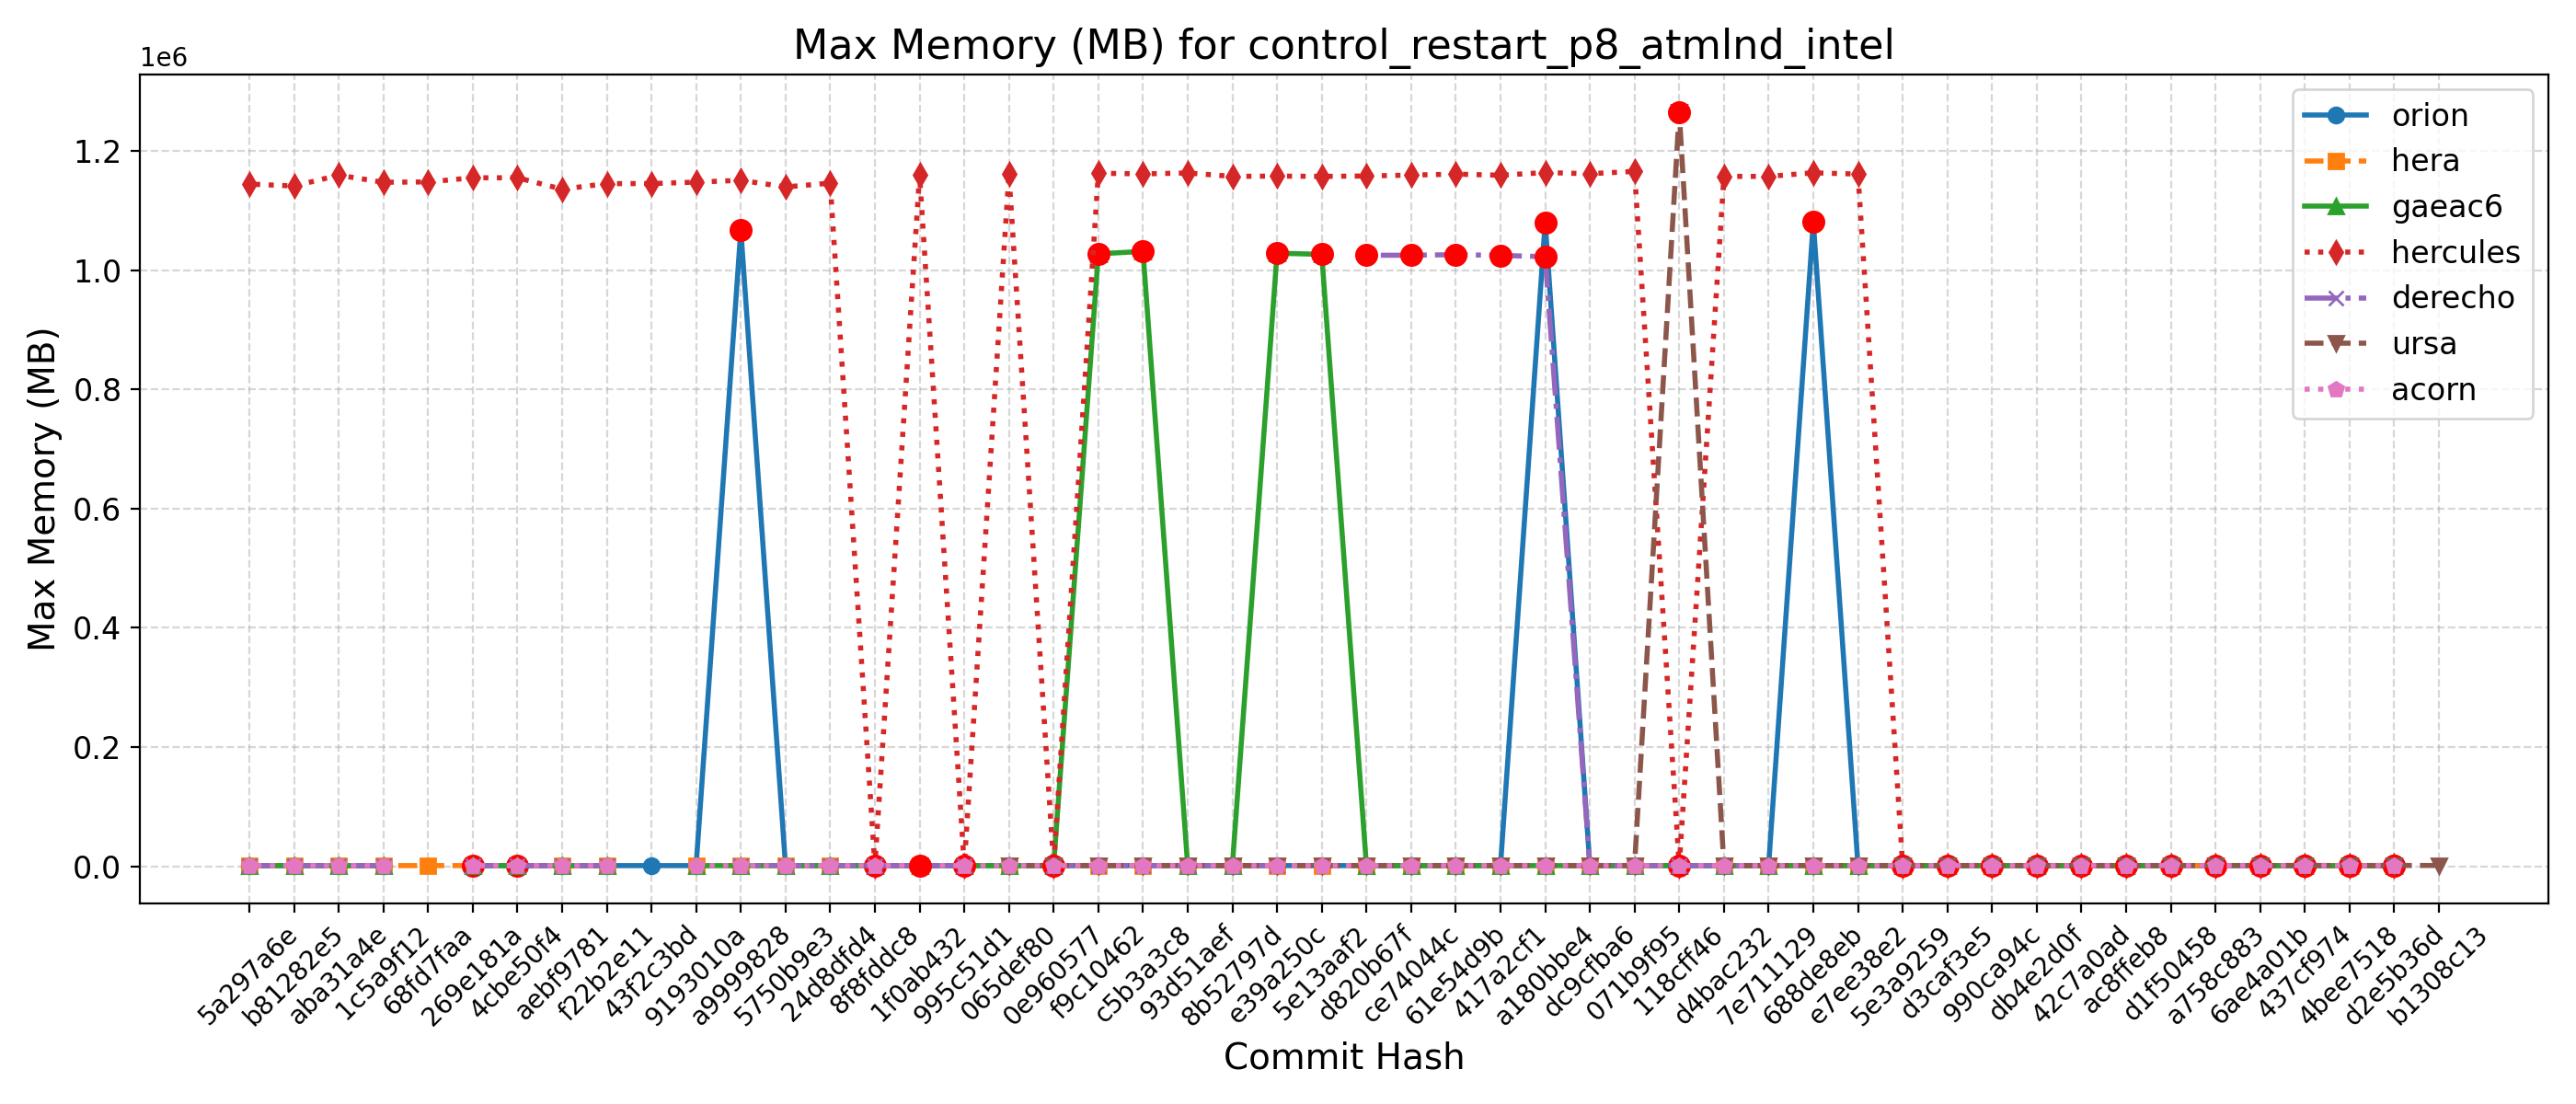 Max Memory (MB) for control_restart_p8_atmlnd_intel
1e6
1.2
1.0
0.8
0.6
0.4
0.2
0.0
Max Memory (MB)
orion
hera
gaeac6
hercules
derecho
ursa
acorn
5a297a6e
b81282e5
aba31a4e
1c5a9f12
68fd7faa
269e181a
4cbe50f4
aebf9781
f22b2e11
43f2c3bd
9193010a
a9999828
5750b9e3
24d8dfd4
8f8fddc8
1f0ab432
995c51d1
065def80
0e960577
f9c10462
c5b3a3c8
93d51aef
8b52797d
e39a250c
5e13aaf2
d820b67f
ce74044c
61e54d9b
417a2cf1
a180bbe4
dc9cfba6
071b9f95
118cff46
d4bac232
7e711129
688de8eb
e7ee38e2
5e3a9259
d3caf3e5
990ca94c
db4e2d0f
42c7a0ad
ac8ffeb8
d1f50458
a758c883
6ae4a01b
437cf974
4bee7518
d2e5b36d
b1308c13
Commit Hash